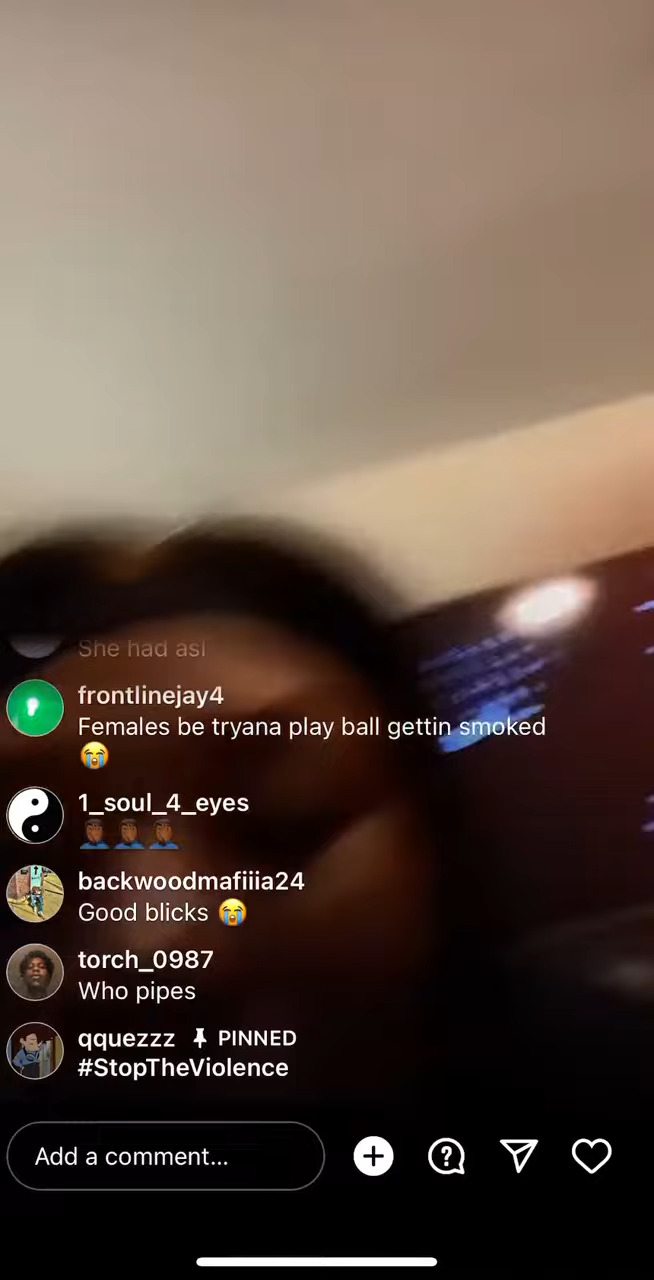 She had asl
frontlinejay4
Females be tryana play ball gettin smoked
😭
1_soul_4_eyes
🤦🏾‍♂️🤦🏾‍♂️🤦🏾‍♂️
backwoodmafiiia24
Good blicks 😭
torch_0987
Who pipes
qquezzz PINNED
#StopTheViolence
Add a comment...